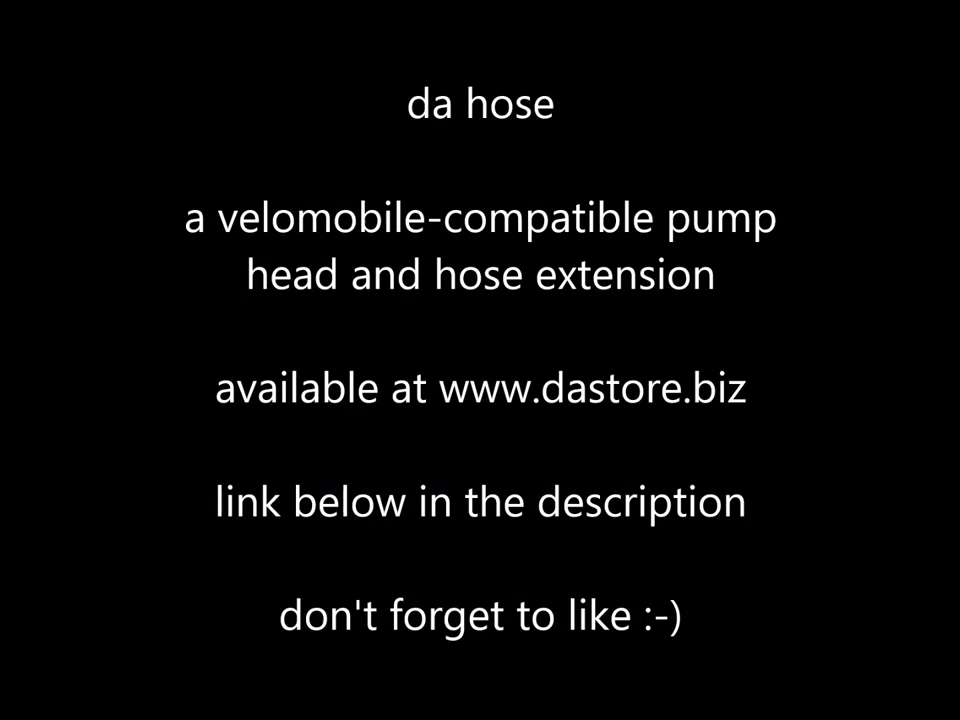 da hose
a velomobile-compatible pump
head and hose extension
available at www.dastore.biz
link below in the description
don't forget to like :-)